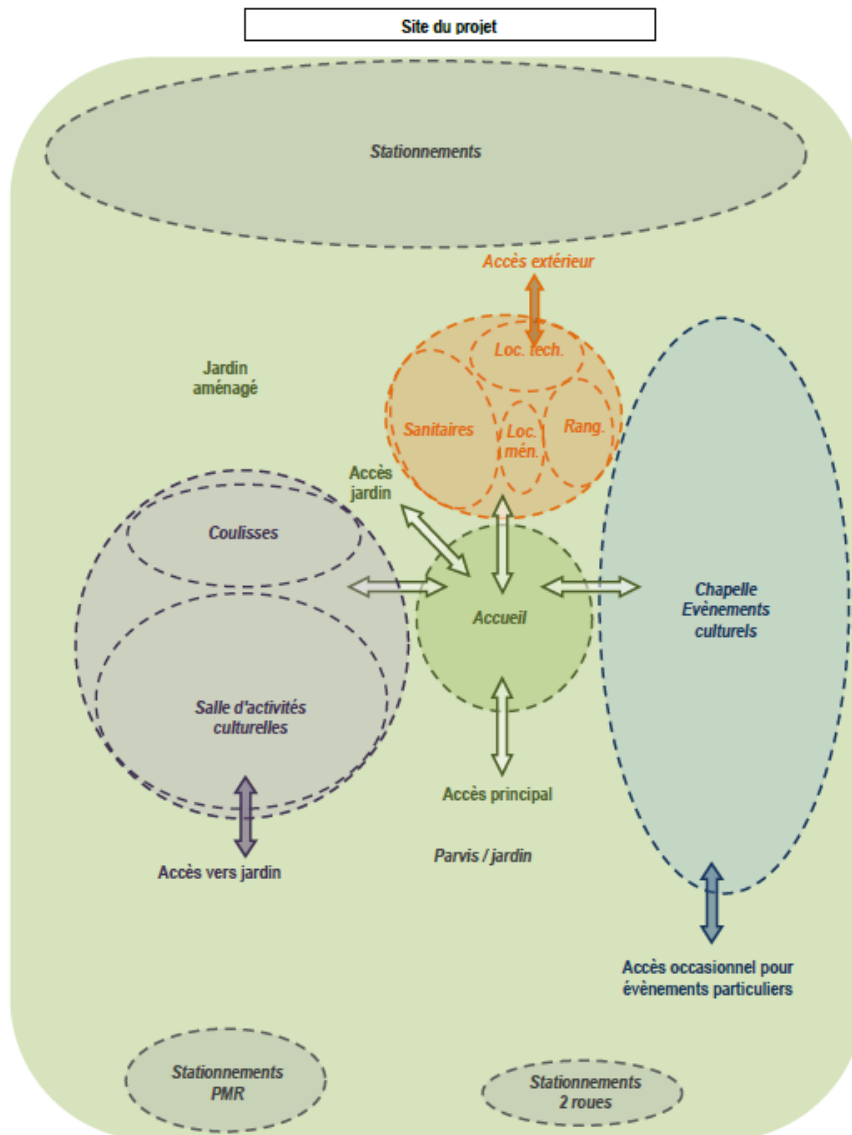 Site du projet
Stationnements
Accès extérieur
Loc. tech.
Jardin
aménagé
Sanitaires
Loc.
mén.
Rang.
Accès
jardin
Coulisses
Accueil
Chapelle
Evènements
culturels
Salle d'activités
culturelles
Accès principal
Parvis / jardin
Accès vers jardin
Accès occasionnel pour
évènements particuliers
Stationnements
PMR
Stationnements
2 roues